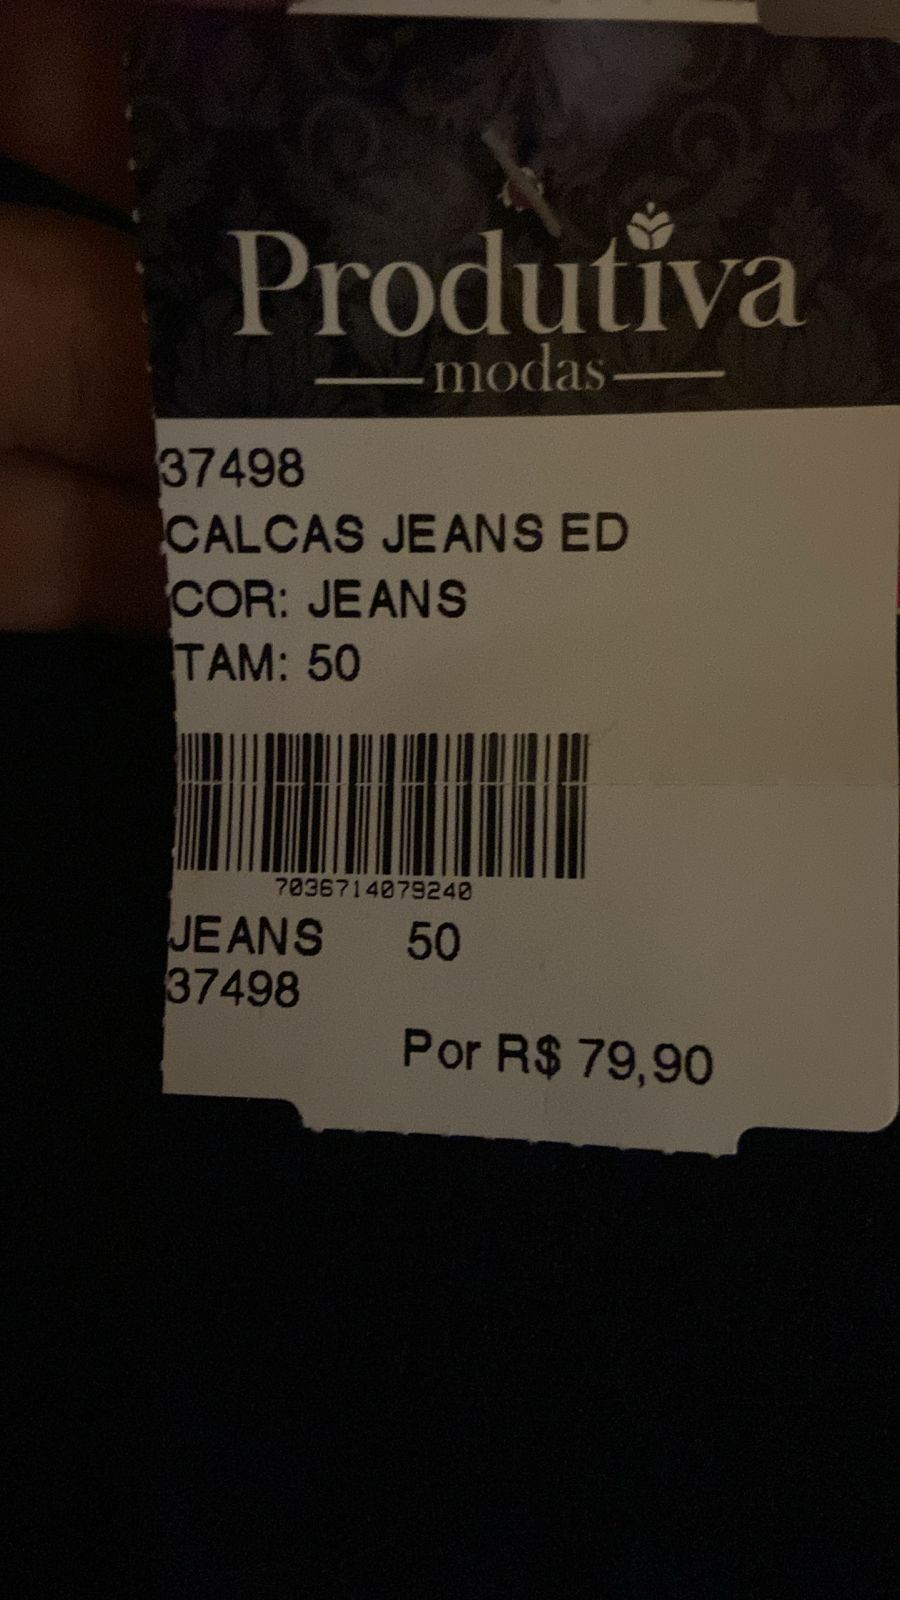 Produtiva
modas
37498
CALCAS JEANS ED
COR: JEANS
TAM: 50
7036714079240
JEANS 50
37498
Por R$ 79,90